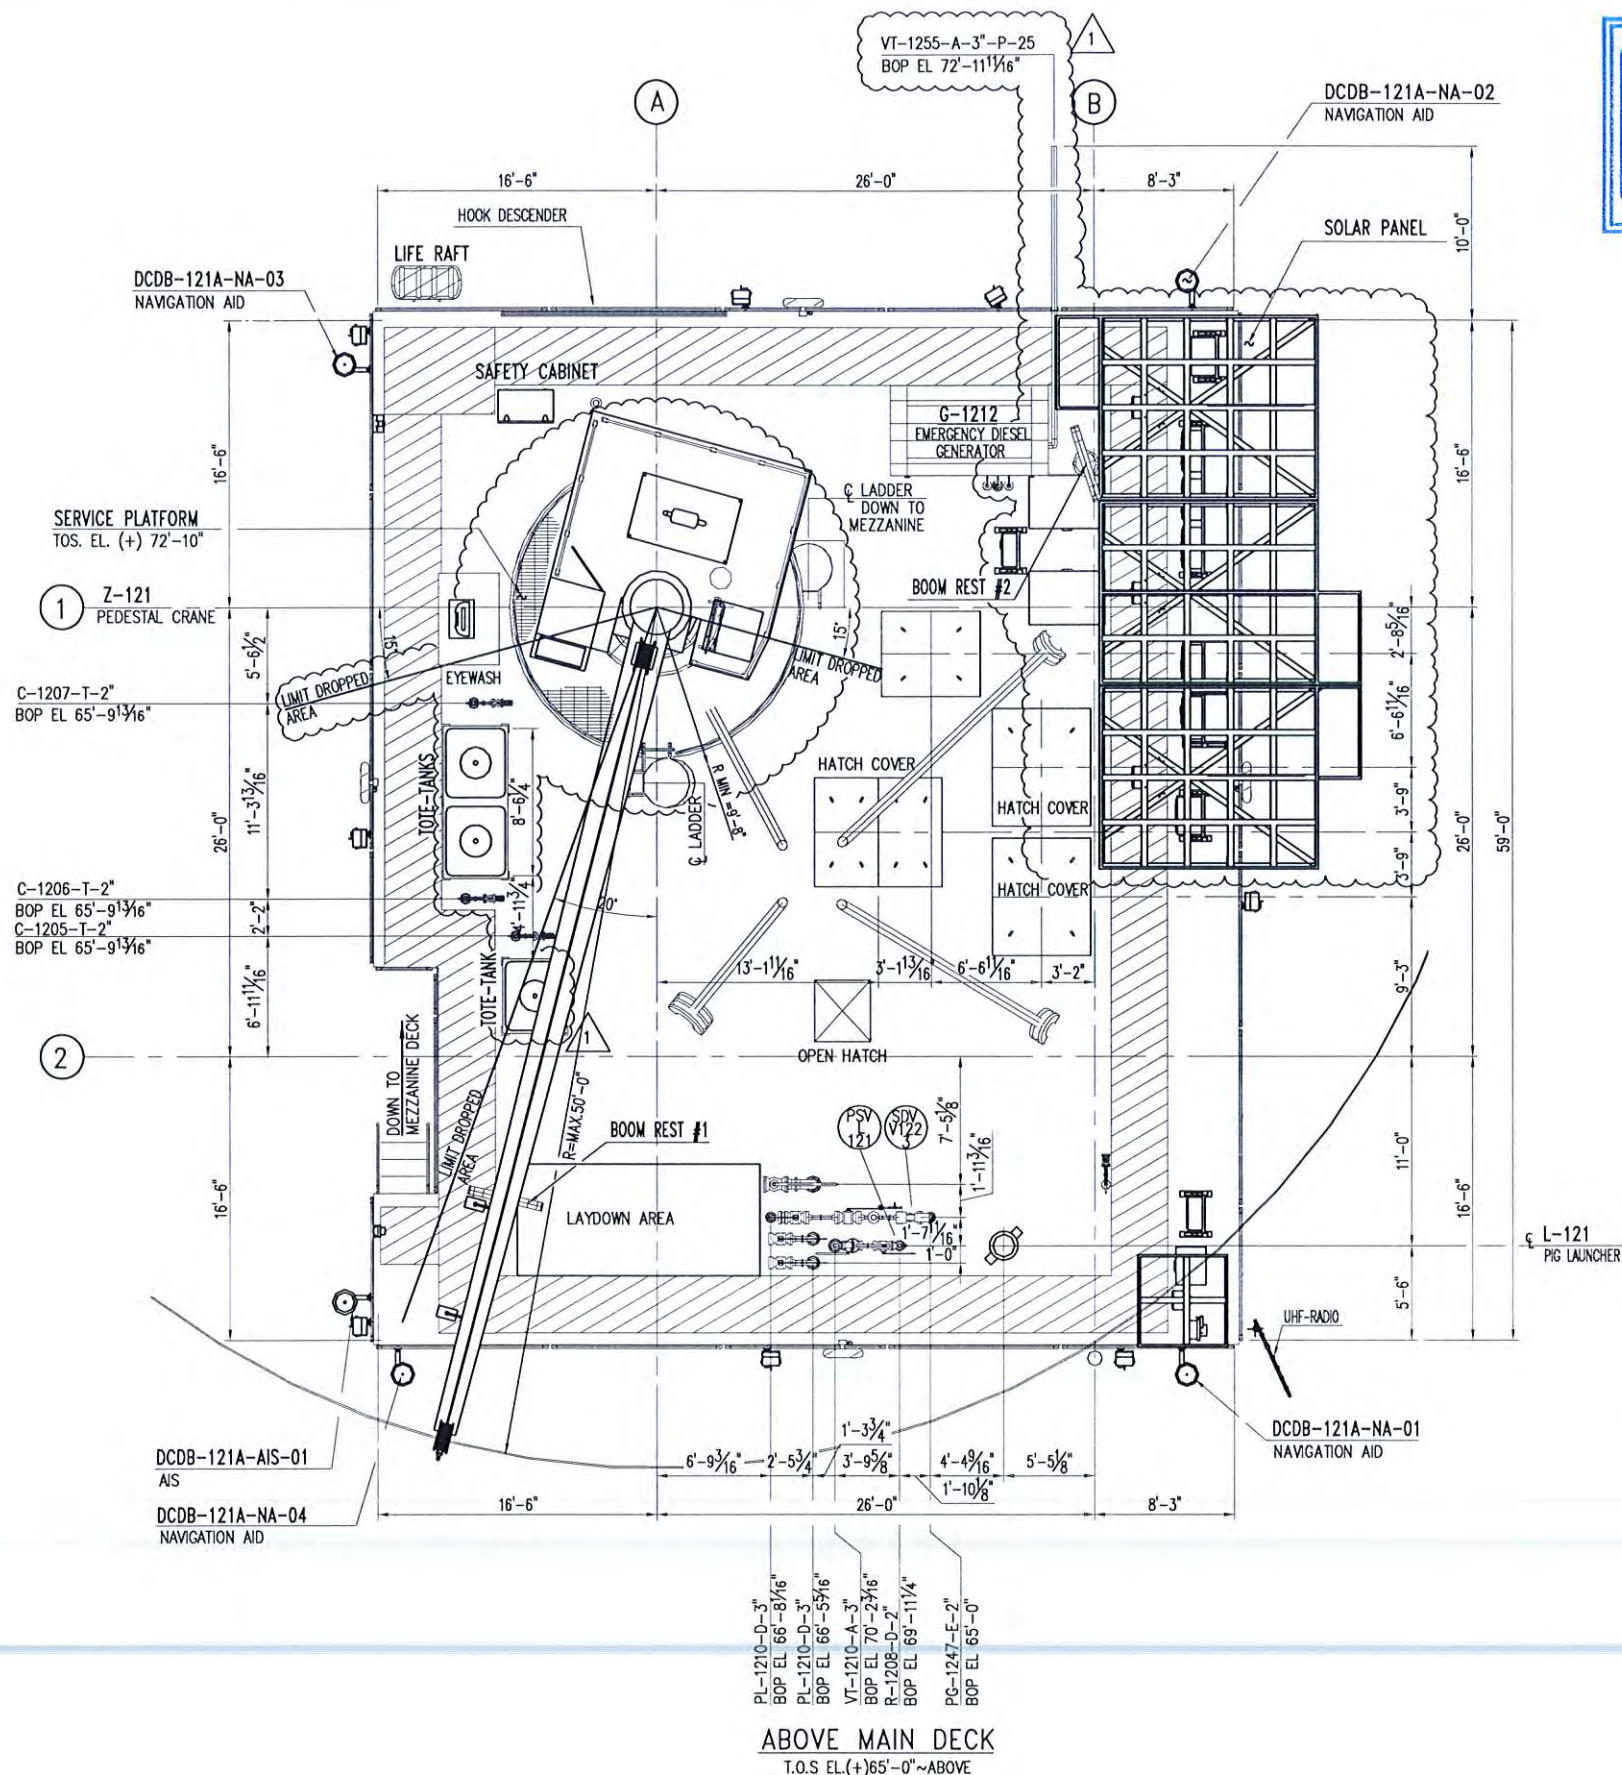 VT-1255-A-3"-P-25
BOP EL 72'-11 11/16"
1
A
B
DCDB-121A-NA-02
NAVIGATION AID
16'-6"
26'-0"
8'-3"
HOOK DESCENDER
LIFE RAFT
SOLAR PANEL
10'-0"
DCDB-121A-NA-03
NAVIGATION AID
SAFETY CABINET
G-1212
EMERGENCY DIESEL
GENERATOR
16'-6"
16'-6"
59'-0"
℄ LADDER
DOWN TO
MEZZANINE
SERVICE PLATFORM
TOS. EL. (+) 72'-10"
BOOM REST #2
1
Z-121
PEDESTAL CRANE
15°
15°
2'-8 5/16"
5'-6 1/2"
LIMIT DROPPED
AREA
EYEWASH
LIMIT DROPPED
AREA
C-1207-T-2"
BOP EL 65'-9 13/16"
6'-6 11/16"
R MIN =9'-8"
HATCH COVER
TOTE-TANKS
8'-6 1/4"
11'-3 13/16"
26'-0"
HATCH COVER
3'-9"
26'-0"
℄ LADDER
3'-9"
HATCH COVER
C-1206-T-2"
BOP EL 65'-9 13/16"
C-1205-T-2"
BOP EL 65'-9 13/16"
2'-2"
4'-11 3/4"
20°
6'-11 11/16"
TOTE-TANK
13'-1 11/16"
3'-1 13/16"
6'-6 11/16"
3'-2"
9'-3"
1
OPEN HATCH
2
DOWN TO
MEZZANINE DECK
LIMIT DROPPED
AREA
R=MAX.50'-0"
BOOM REST #1
PSV
L
121
SDV
V122
3
7'-5 1/8"
1'-11 3/16"
11'-0"
16'-6"
16'-6"
LAYDOWN AREA
1'-7 1/16"
1'-0"
℄ L-121
PIG LAUNCHER
5'-6"
UHF-RADIO
DCDB-121A-AIS-01
AIS
DCDB-121A-NA-04
NAVIGATION AID
DCDB-121A-NA-01
NAVIGATION AID
1'-3 3/4"
6'-9 3/16"
2'-5 3/4"
3'-9 5/8"
4'-4 9/16"
5'-5 1/8"
1'-10 1/8"
16'-6"
26'-0"
8'-3"
PL-1210-D-3"
BOP EL 66'-8 1/16"
PL-1210-D-3"
BOP EL 66'-5 5/16"
VT-1210-A-3"
BOP EL 70'-2 3/16"
R-1208-D-2"
BOP EL 69'-11 1/4"
PG-1247-E-2"
BOP EL 65'-0"
ABOVE MAIN DECK
T.O.S EL.(+)65'-0"~ABOVE